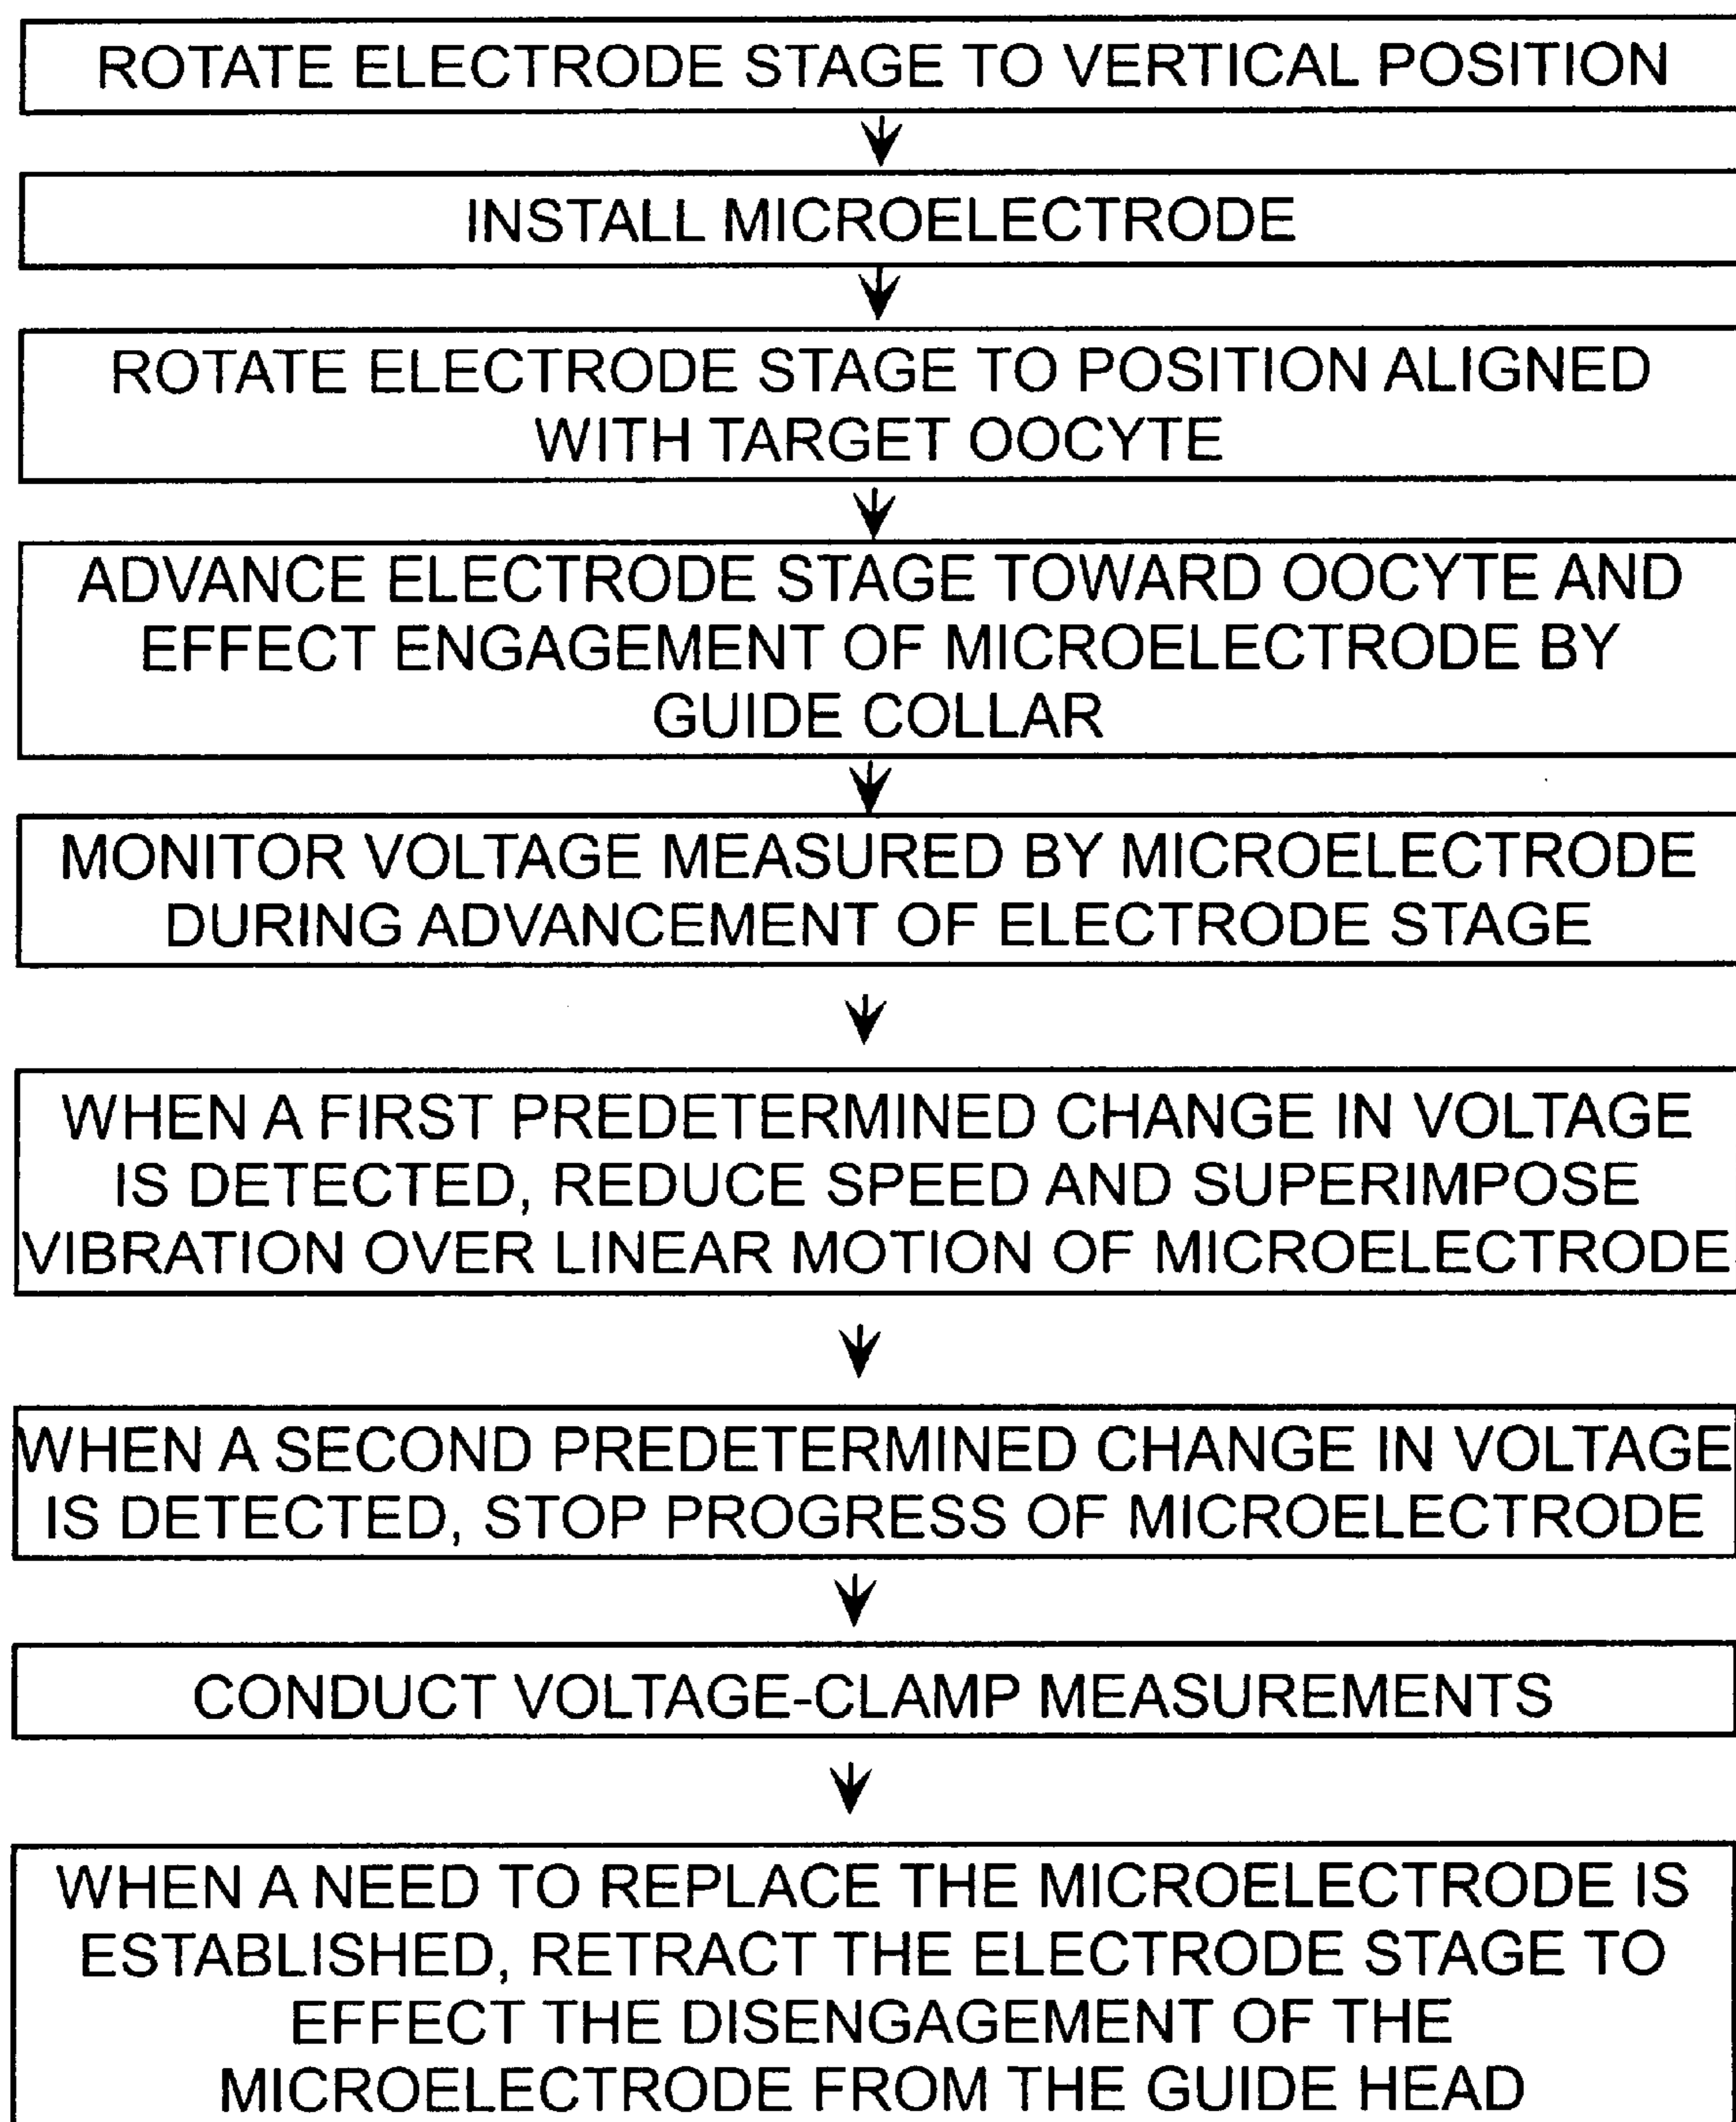 ROTATE ELECTRODE STAGE TO VERTICAL POSITION
INSTALL MICROELECTRODE
ROTATE ELECTRODE STAGE TO POSITION ALIGNED
WITH TARGET OOCYTE
ADVANCE ELECTRODE STAGE TOWARD OOCYTE AND
EFFECT ENGAGEMENT OF MICROELECTRODE BY
GUIDE COLLAR
MONITOR VOLTAGE MEASURED BY MICROELECTRODE
DURING ADVANCEMENT OF ELECTRODE STAGE
WHEN A FIRST PREDETERMINED CHANGE IN VOLTAGE
IS DETECTED, REDUCE SPEED AND SUPERIMPOSE
VIBRATION OVER LINEAR MOTION OF MICROELECTRODE.
WHEN A SECOND PREDETERMINED CHANGE IN VOLTAGE
IS DETECTED, STOP PROGRESS OF MICROELECTRODE
CONDUCT VOLTAGE-CLAMP MEASUREMENTS
WHEN A NEED TO REPLACE THE MICROELECTRODE IS
ESTABLISHED, RETRACT THE ELECTRODE STAGE TO
EFFECT THE DISENGAGEMENT OF THE
MICROELECTRODE FROM THE GUIDE HEAD